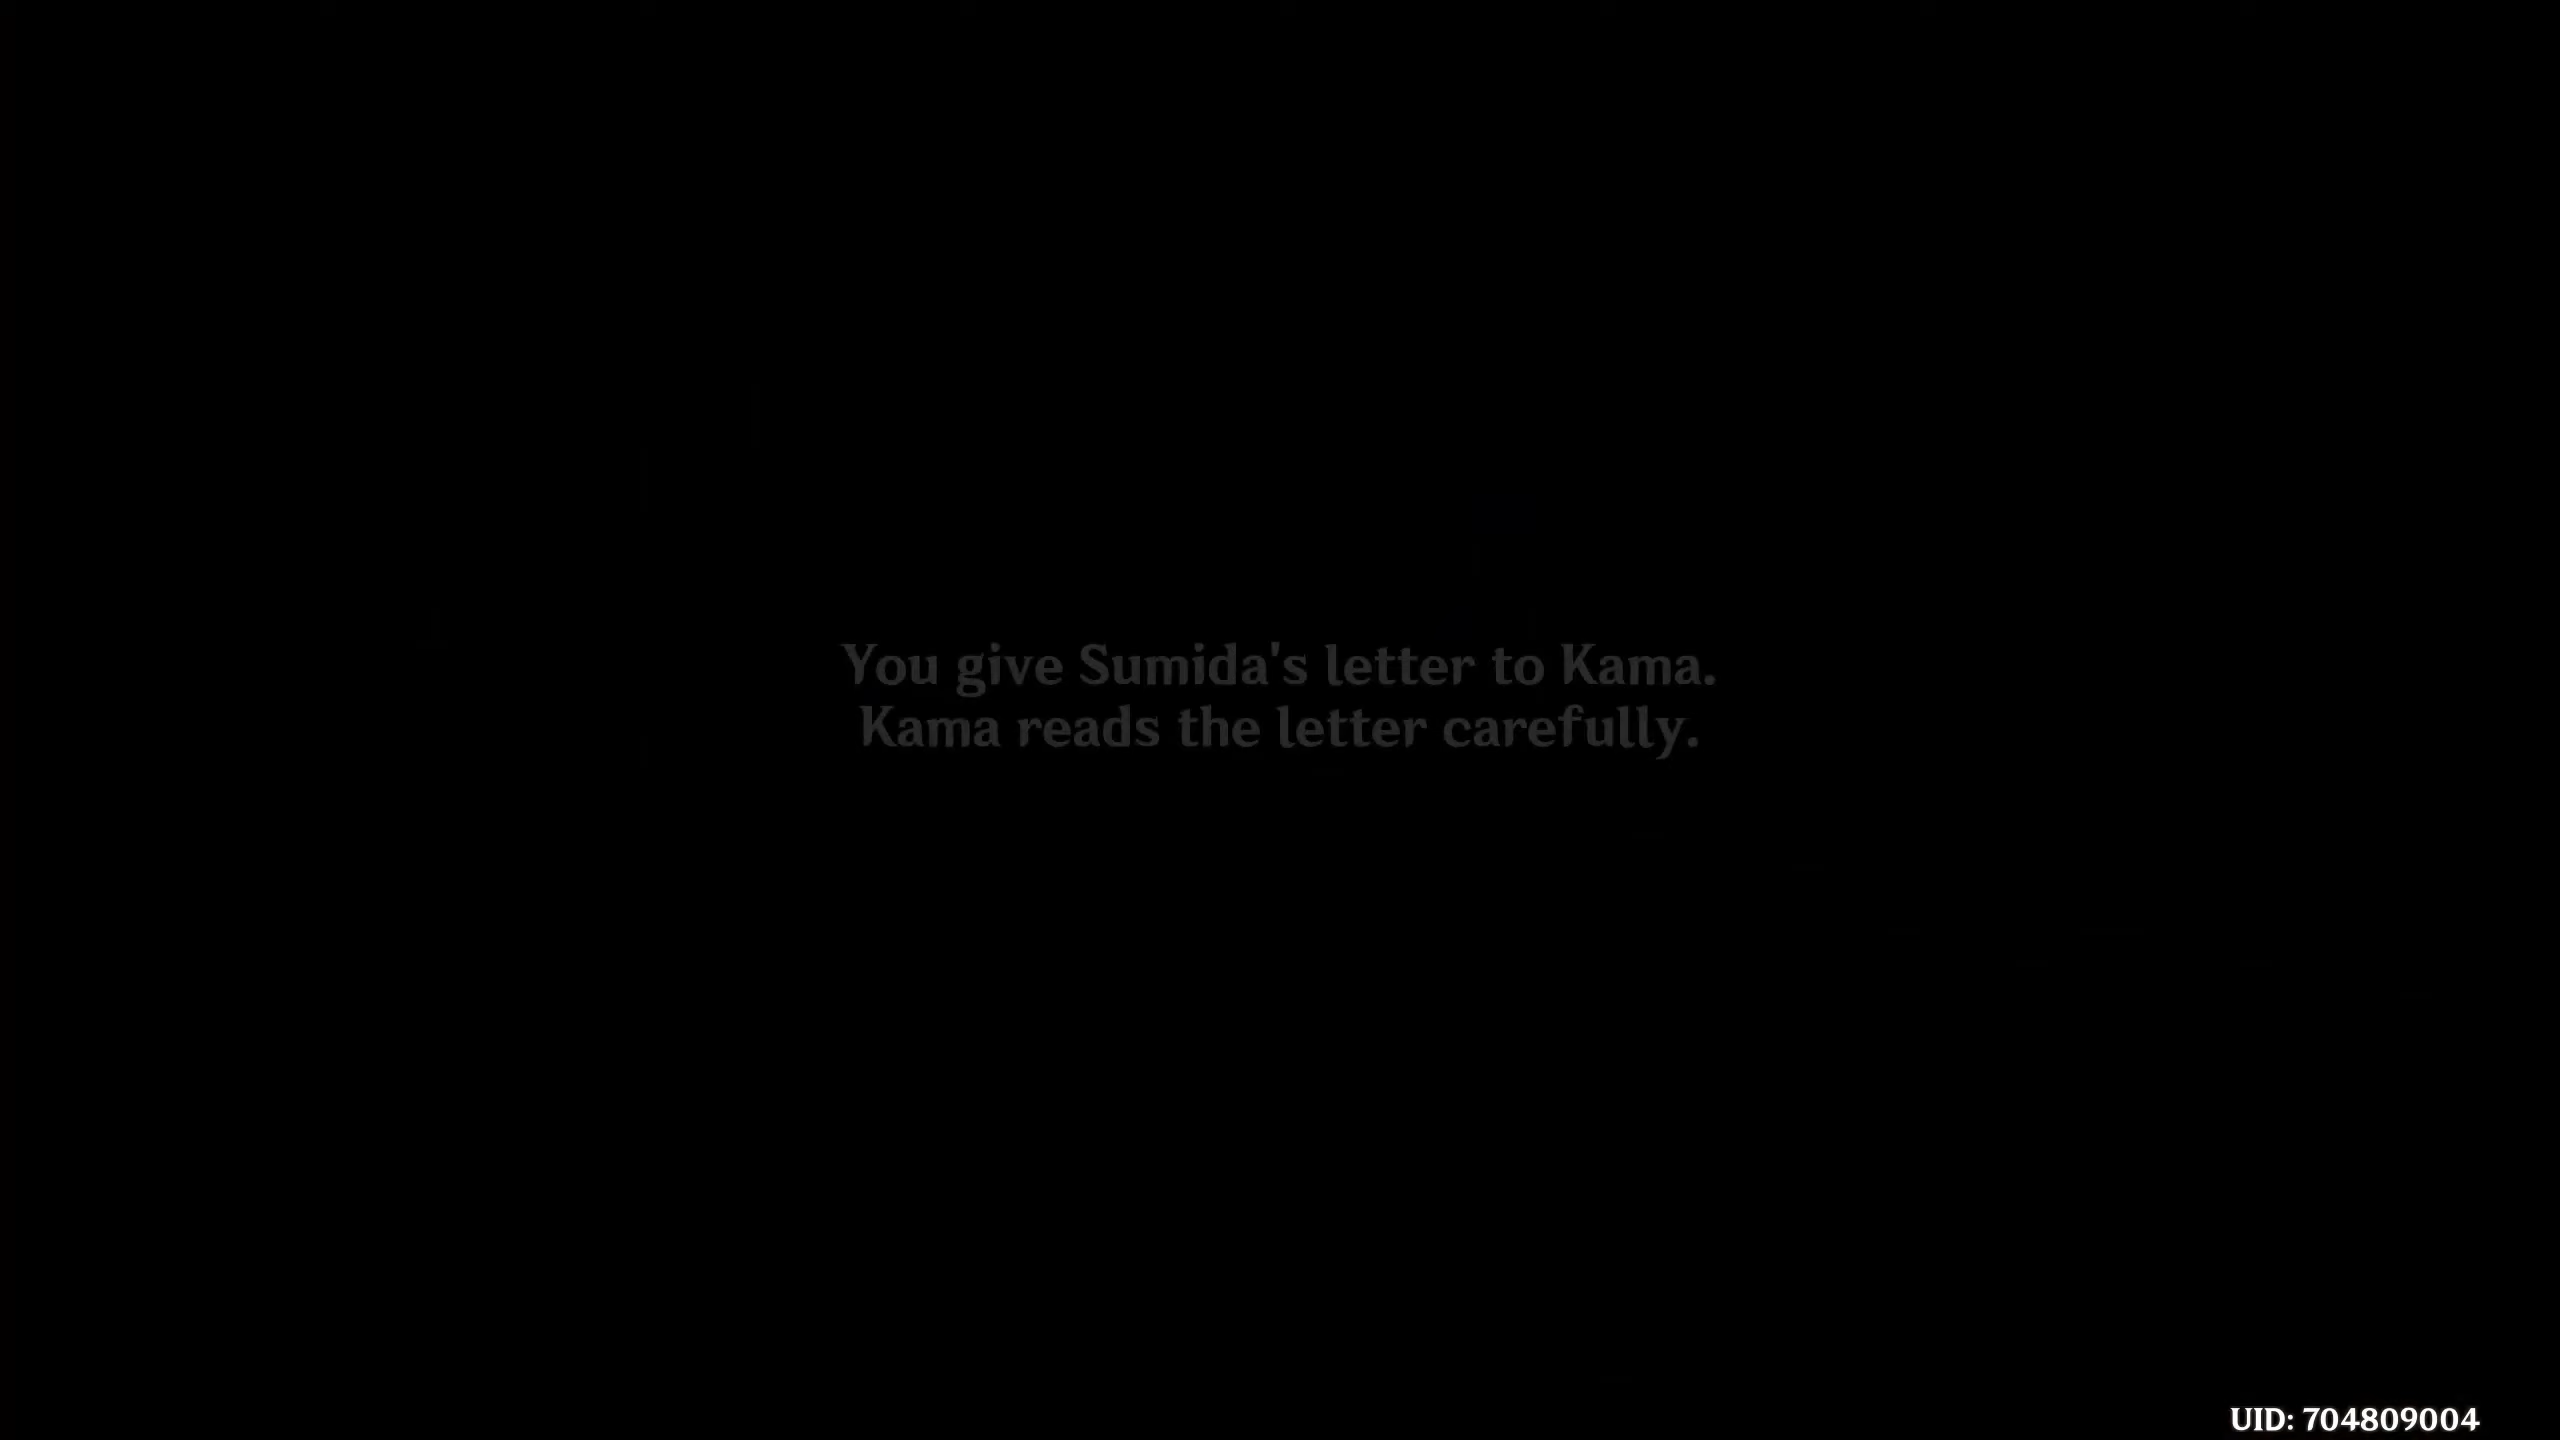 You give Sumida's letter to Kama.
Kama reads the letter carefully.
UID: 704809004